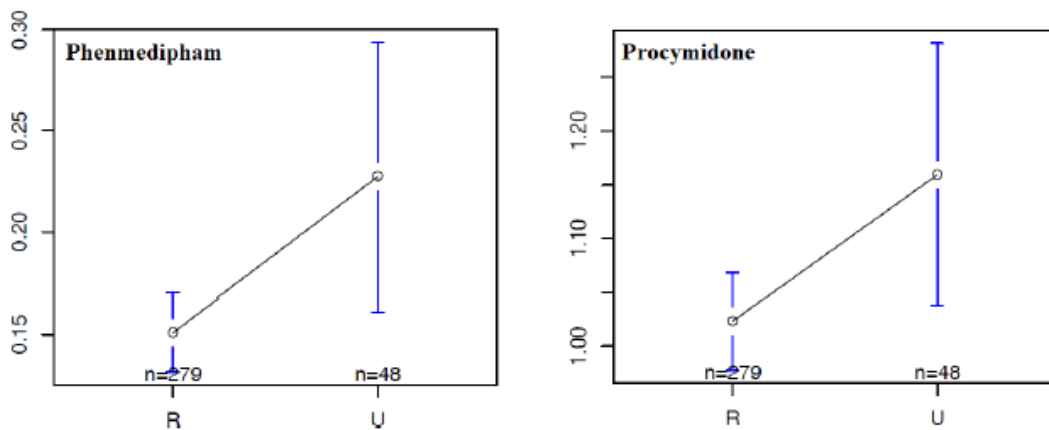 Phenmedipham
0.30
0.25
0.20
0.15
n=279
n=48
R
U
Procymidone
1.20
1.10
1.00
n=279
n=48
R
U